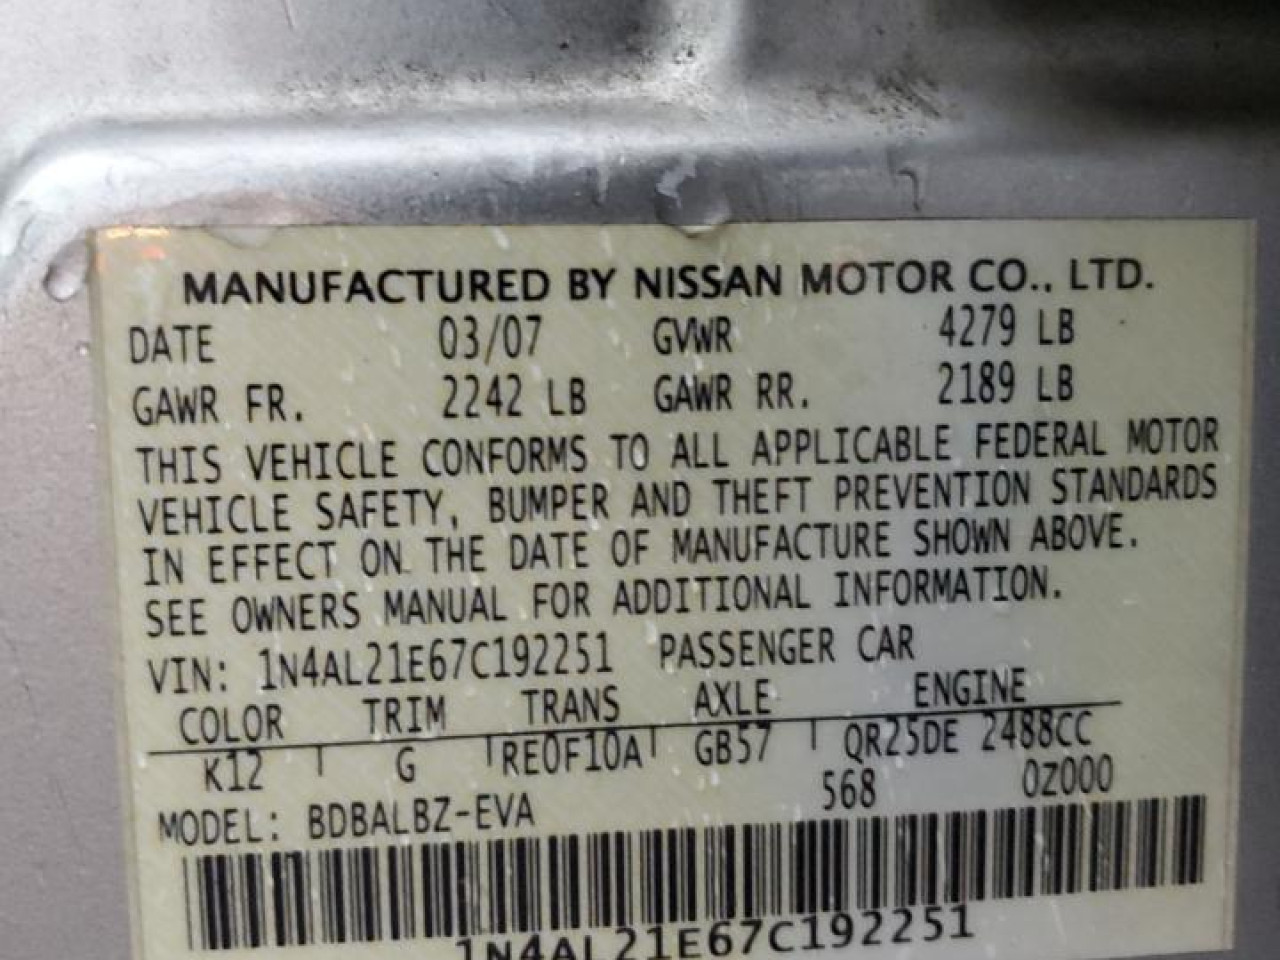 MANUFACTURED BY NISSAN MOTOR CO., LTD.
DATE 03/07 GVWR 4279 LB
GAWR FR. 2242 LB GAWR RR. 2189 LB
THIS VEHICLE CONFORMS TO ALL APPLICABLE FEDERAL MOTOR
VEHICLE SAFETY, BUMPER AND THEFT PREVENTION STANDARDS
IN EFFECT ON THE DATE OF MANUFACTURE SHOWN ABOVE.
SEE OWNERS MANUAL FOR ADDITIONAL INFORMATION.
VIN: 1N4AL21E67C192251 PASSENGER CAR
COLOR TRIM TRANS AXLE ENGINE
K12 G RE0F10A GB57 QR25DE 2488CC
568 0Z000
MODEL: BDBALBZ-EVA
1N4AL21E67C192251